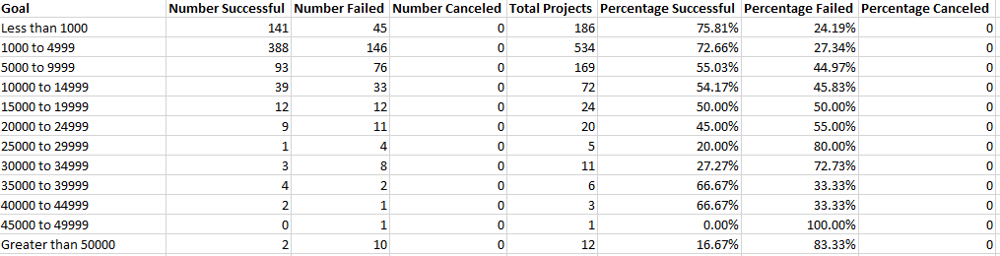 Goal Number Successful Number Failed Number Canceled Total Projects Percentage Successful Percentage Failed Percentage Canceled
Less than 1000 141 45 0 186 75.81% 24.19% 0
1000 to 4999 388 146 0 534 72.66% 27.34% 0
5000 to 9999 93 76 0 169 55.03% 44.97% 0
10000 to 14999 39 33 0 72 54.17% 45.83% 0
15000 to 19999 12 12 0 24 50.00% 50.00% 0
20000 to 24999 9 11 0 20 45.00% 55.00% 0
25000 to 29999 1 4 0 5 20.00% 80.00% 0
30000 to 34999 3 8 0 11 27.27% 72.73% 0
35000 to 39999 4 2 0 6 66.67% 33.33% 0
40000 to 44999 2 1 0 3 66.67% 33.33% 0
45000 to 49999 0 1 0 1 0.00% 100.00% 0
Greater than 50000 2 10 0 12 16.67% 83.33% 0